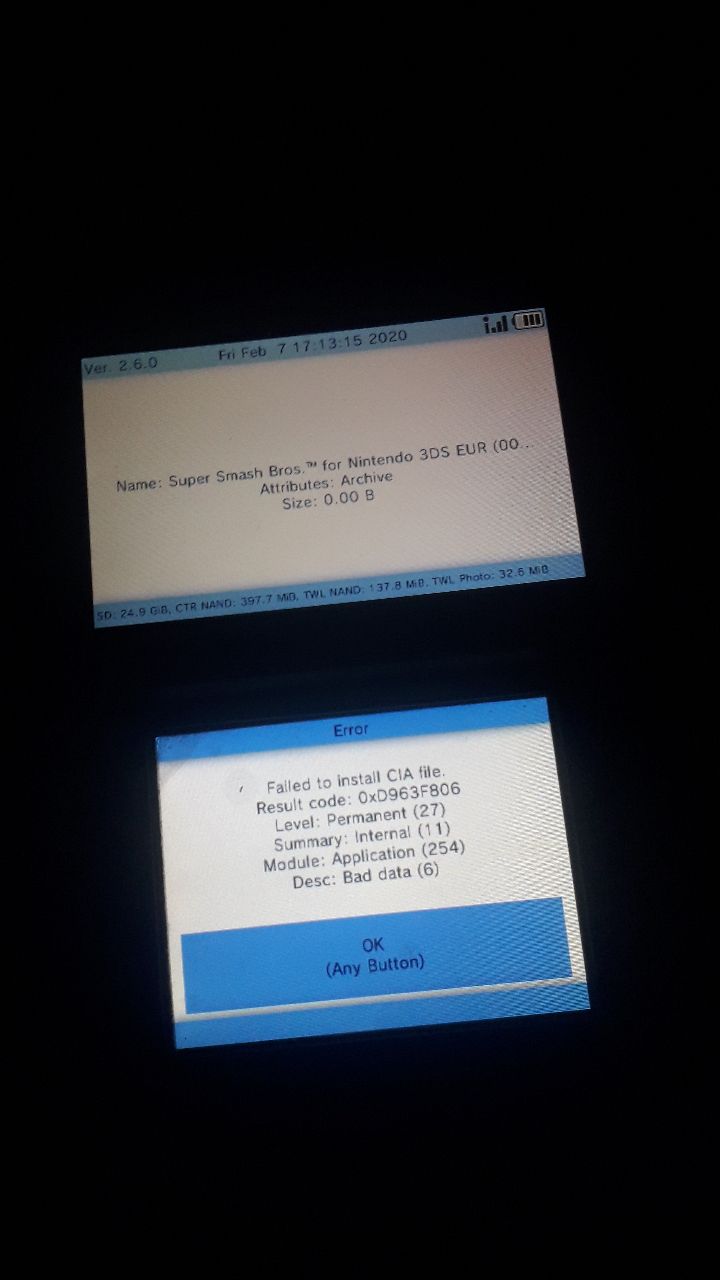 Ver. 2.6.0 Fri Feb 7 17:13:15 2020
Name: Super Smash Bros.™ for Nintendo 3DS EUR (00...
Attributes: Archive
Size: 0.00 B
SD: 24.9 GiB, CTR NAND: 397.7 MiB, TWL NAND: 137.8 MiB, TWL Photo: 32.6 MiB
Error
Failed to install CIA file.
Result code: 0xD963F806
Level: Permanent (27)
Summary: Internal (11)
Module: Application (254)
Desc: Bad data (6)
OK
(Any Button)